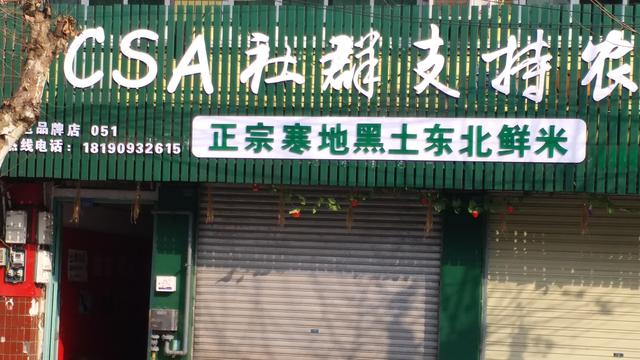 CSA社群支持农
品牌店 051
热线电话：18190932615
正宗寒地黑土东北鲜米